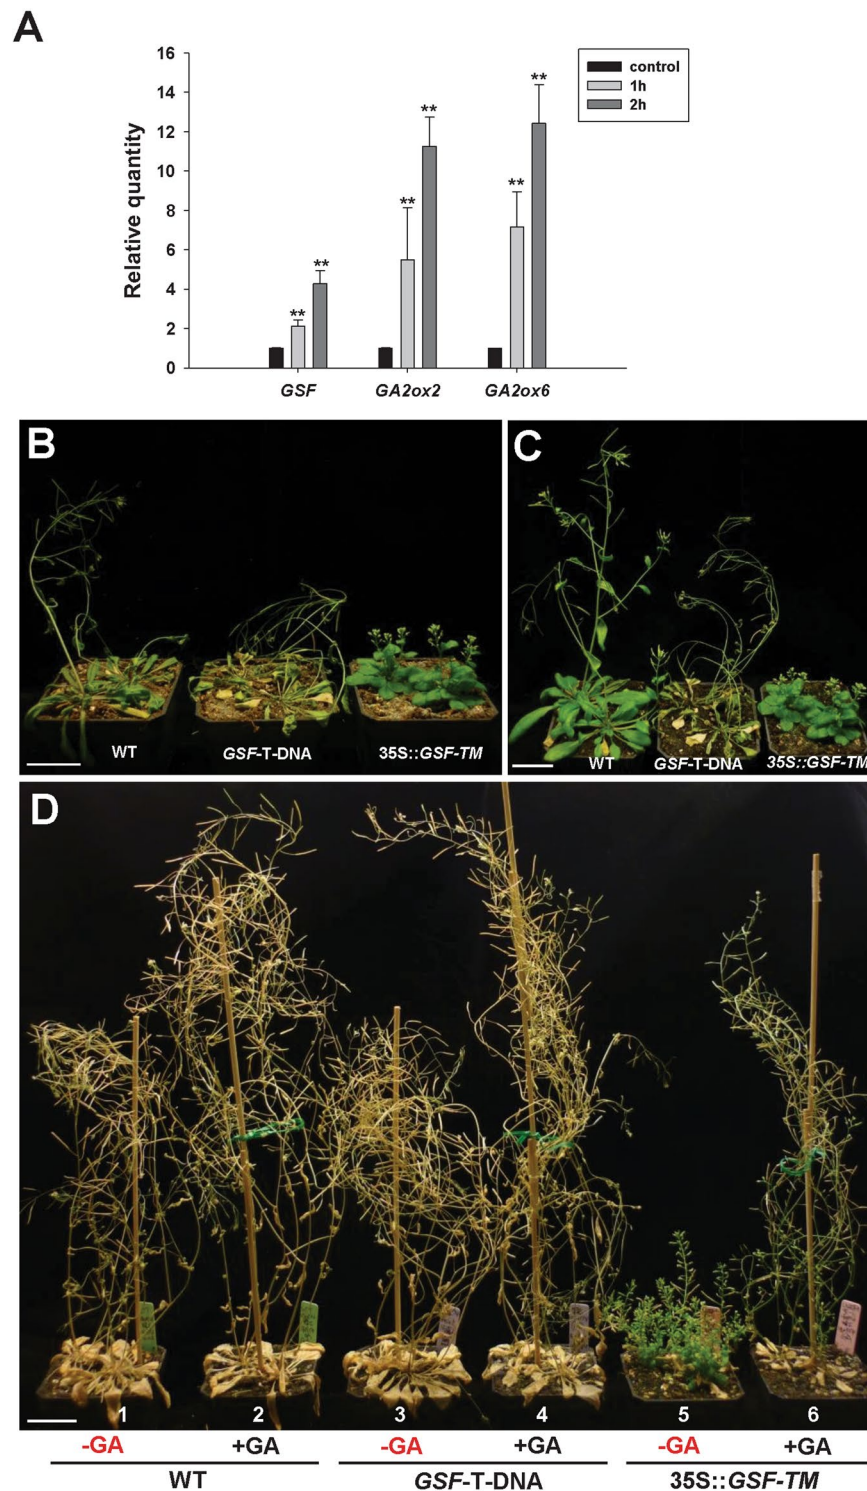 A
16
14
12
10
8
6
4
2
0
Relative quantity
control
1h
2h
**
**
**
**
**
**
GSF
GA2ox2
GA2ox6
B
WT
GSF-T-DNA
35S::GSF-TM
C
WT
GSF-T-DNA
35S::GSF-TM
D
1
2
3
4
5
6
-GA
+GA
-GA
+GA
-GA
+GA
WT
GSF-T-DNA
35S::GSF-TM